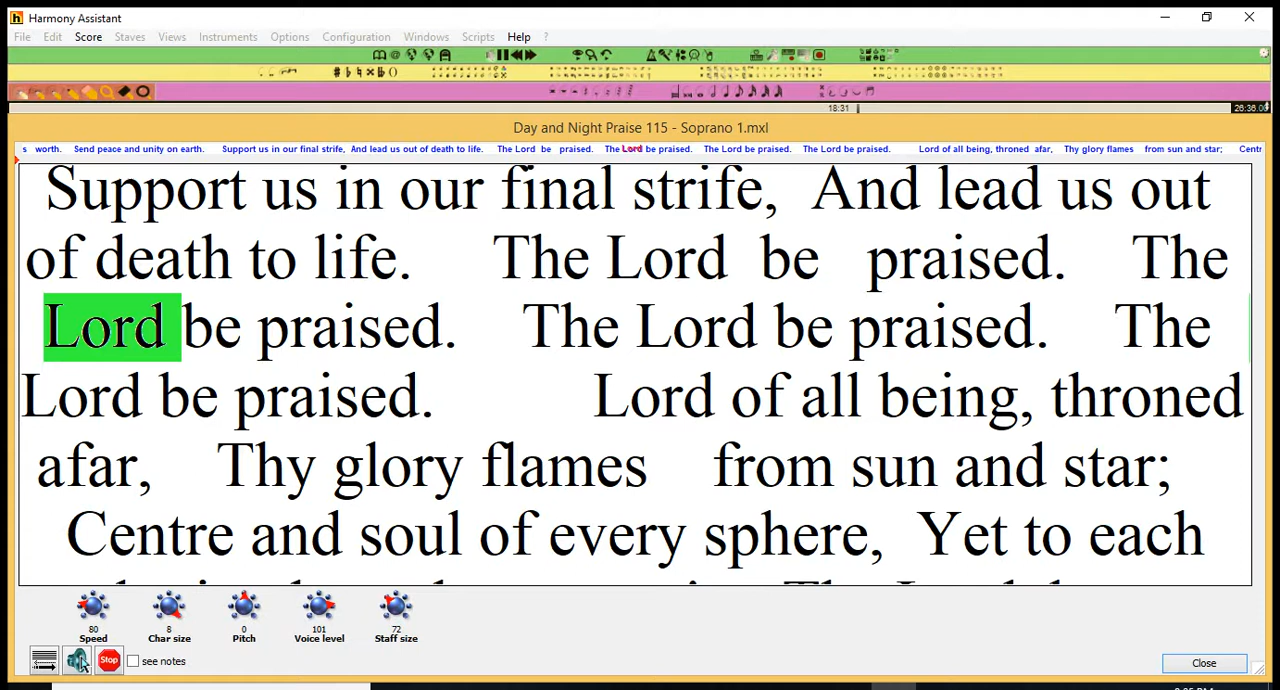 Harmony Assistant
File Edit Score Staves Views Instruments Options Configuration Windows Scripts Help ?
18:31
Day and Night Praise 115 - Soprano 1.mxl
s worth. Send peace and unity on earth. Support us in our final strife, And lead us out of death to life. The Lord be praised. The Lord be praised. The Lord be praised. The Lord be praised. Lord of all being, throned afar, Thy glory flames from sun and star; Centr
Support us in our final strife, And lead us out
of death to life. The Lord be praised. The
Lord be praised. The Lord be praised. The
Lord be praised. Lord of all being, throned
afar, Thy glory flames from sun and star;
Centre and soul of every sphere, Yet to each
80 8 0 101 72
Speed Char size Pitch Voice level Staff size
Stop see notes
Close